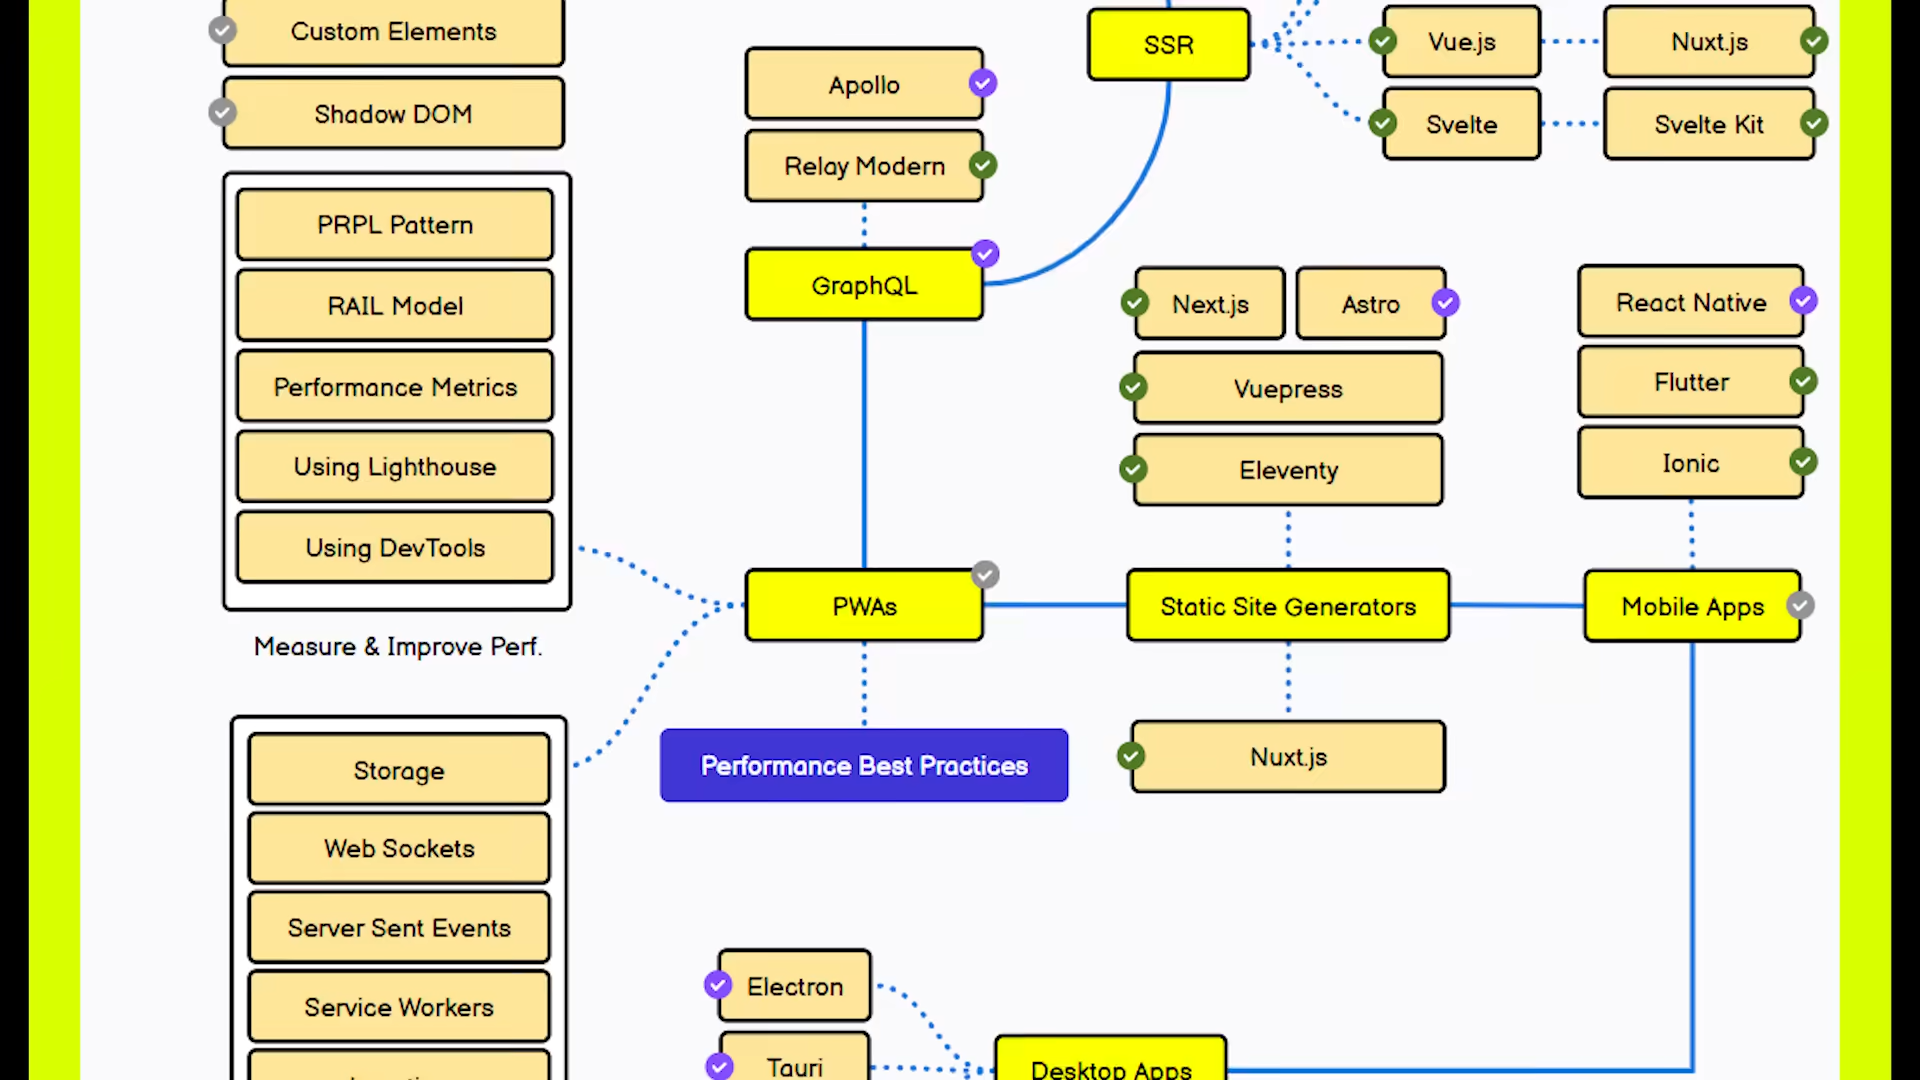 Custom Elements
Shadow DOM
PRPL Pattern
RAIL Model
Performance Metrics
Using Lighthouse
Using DevTools
Measure & Improve Perf.
Storage
Web Sockets
Server Sent Events
Service Workers
Apollo
Relay Modern
GraphQL
PWAs
Performance Best Practices
SSR
Vue.js
Nuxt.js
Svelte
Svelte Kit
Next.js
Astro
Vuepress
Eleventy
Static Site Generators
Nuxt.js
React Native
Flutter
Ionic
Mobile Apps
Electron
Tauri
Desktop Apps